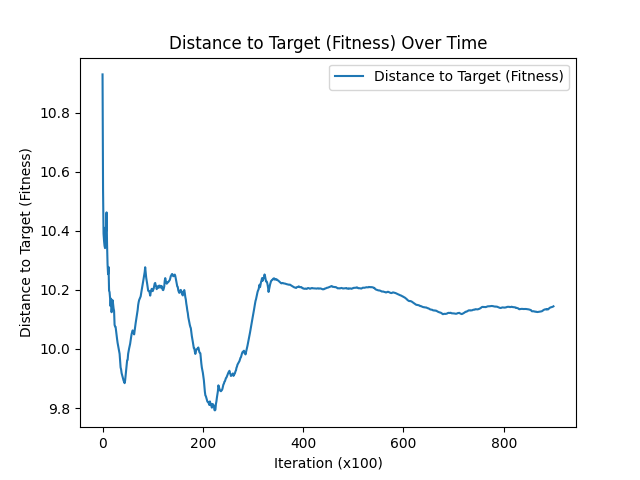 Distance to Target (Fitness) Over Time
Distance to Target (Fitness)
Distance to Target (Fitness)
10.8
10.6
10.4
10.2
10.0
9.8
0 200 400 600 800
Iteration (x100)